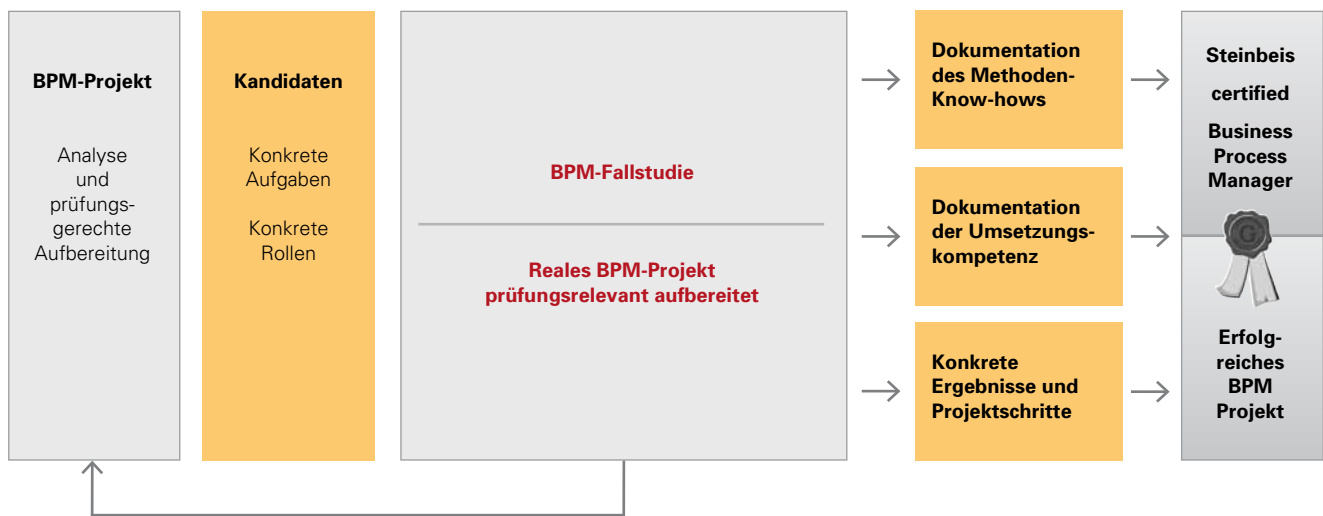 BPM-Projekt
Analyse
und
prüfungs-
gerechte
Aufbereitung
Kandidaten
Konkrete
Aufgaben
Konkrete
Rollen
BPM-Fallstudie
Reales BPM-Projekt
prüfungsrelevant aufbereitet
Dokumentation
des Methoden-
Know-hows
Dokumentation
der Umsetzungs-
kompetenz
Konkrete
Ergebnisse und
Projektschritte
Steinbeis
certified
Business
Process
Manager
G
Erfolg-
reiches
BPM
Projekt